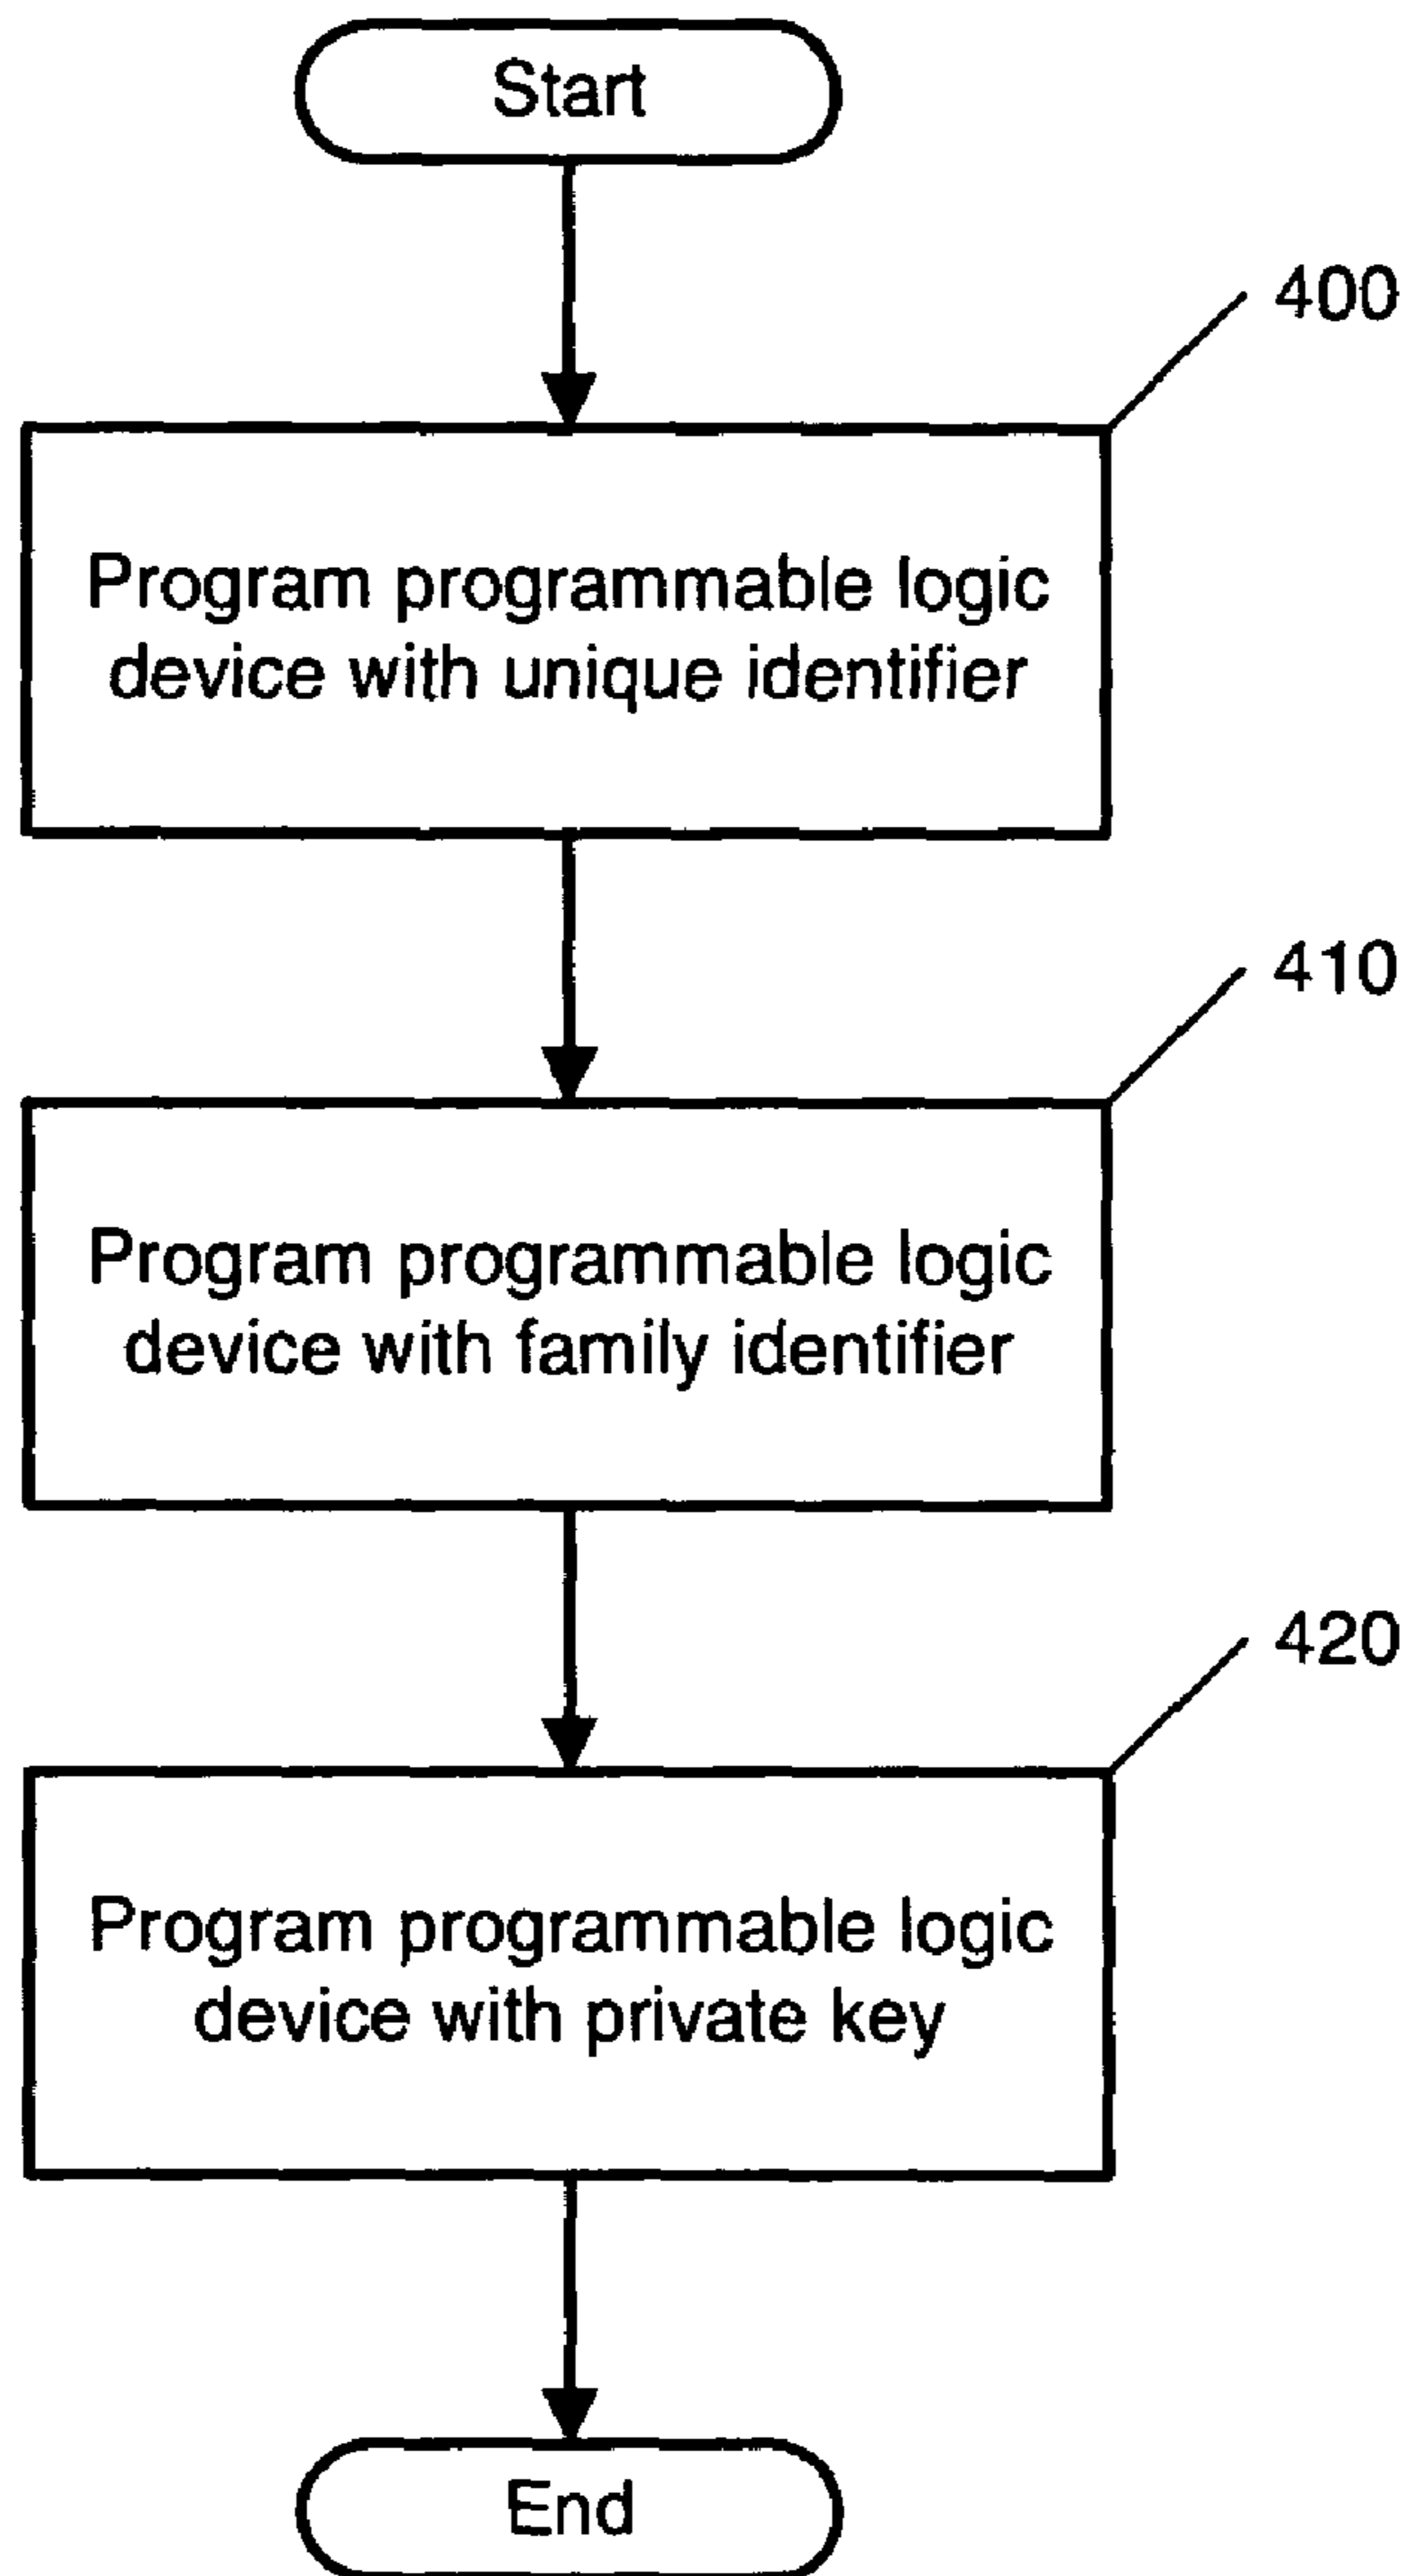 Start
400
Program programmable logic
device with unique identifier
410
Program programmable logic
device with family identifier
420
Program programmable logic
device with private key
End